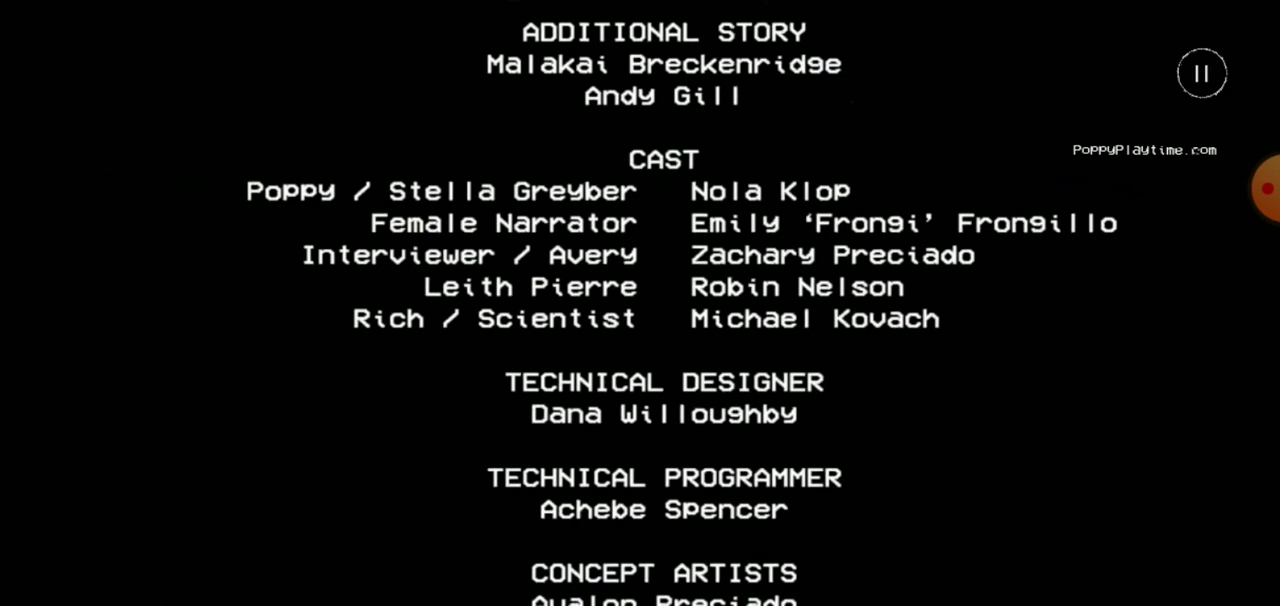 ADDITIONAL STORY
Malakai Breckenridge
Andy Gill
PoppyPlaytime.com
CAST
Poppy / Stella Greyber Nola Klop
Female Narrator Emily ‘Frongi’ Frongillo
Interviewer / Avery Zachary Preciado
Leith Pierre Robin Nelson
Rich / Scientist Michael Kovach
TECHNICAL DESIGNER
Dana Willoughby
TECHNICAL PROGRAMMER
Achebe Spencer
CONCEPT ARTISTS
Avalon Preciado